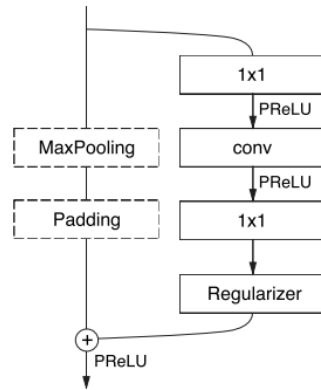 1x1
PReLU
MaxPooling
conv
PReLU
Padding
1x1
Regularizer
+
PReLU